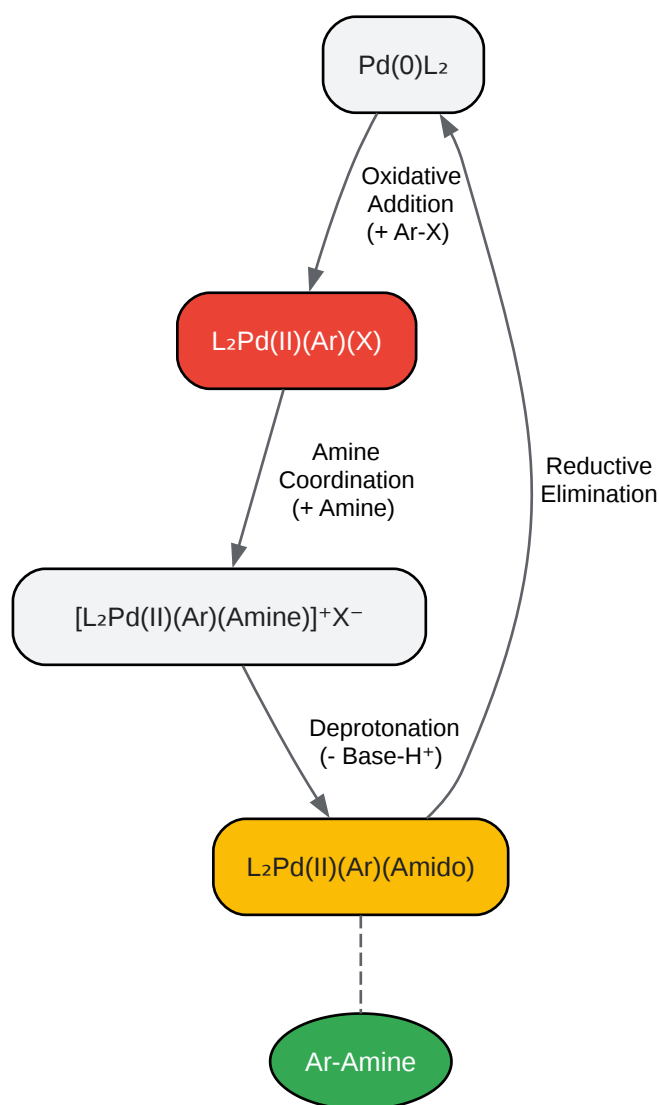 Pd(0)L₂
Oxidative
Addition
(+ Ar-X)
L₂Pd(II)(Ar)(X)
Amine
Coordination
(+ Amine)
Reductive
Elimination
[L₂Pd(II)(Ar)(Amine)]⁺X⁻
Deprotonation
(- Base-H⁺)
L₂Pd(II)(Ar)(Amido)
Ar-Amine